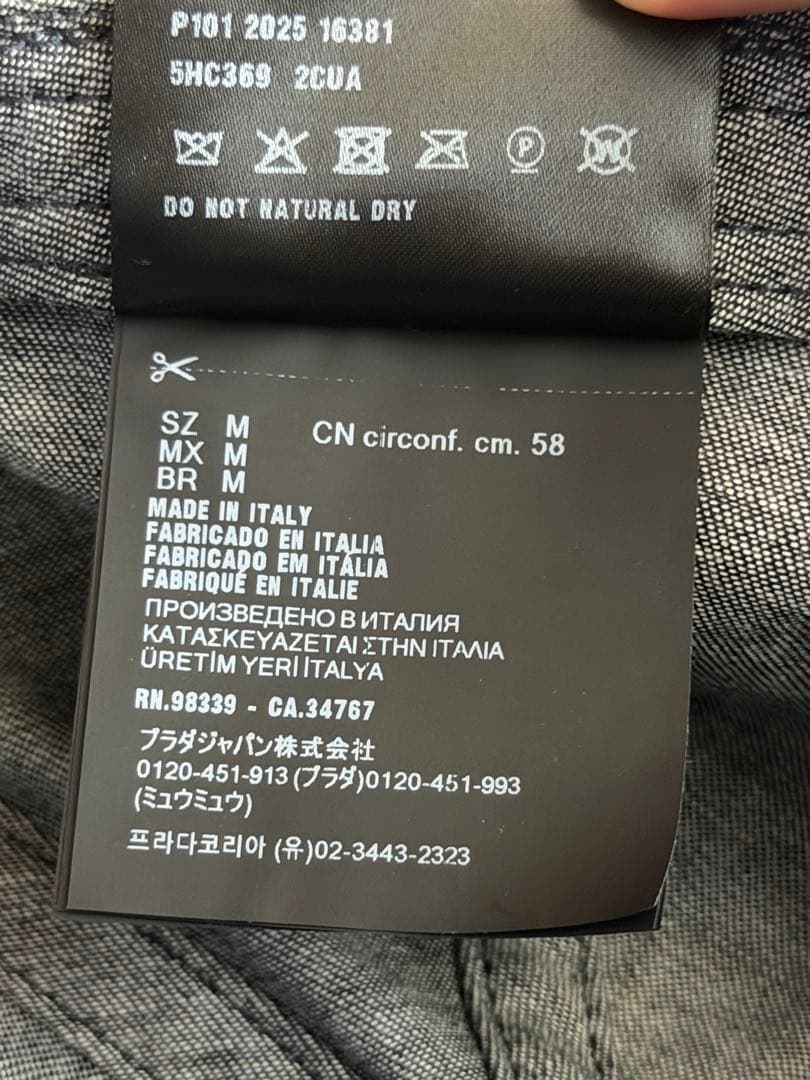 P101 2025 16381
5HC369 2CUA
P W
DO NOT NATURAL DRY
SZ M CN circonf. cm. 58
MX M
BR M
MADE IN ITALY
FABRICADO EN ITALIA
FABRICADO EM ITÁLIA
FABRIQUÉ EN ITALIE
ПРОИЗВЕДЕНО В ИТАЛИЯ
ΚΑΤΑΣΚΕΥΑΖΕΤΑΙ ΣΤΗΝ ΙΤΑΛΙΑ
ÜRETİM YERİ İTALYA
RN.98339 - CA.34767
プラダジャパン株式会社
0120-451-913 (プラダ)0120-451-993
(ミュウミュウ)
프라다코리아 (유)02-3443-2323